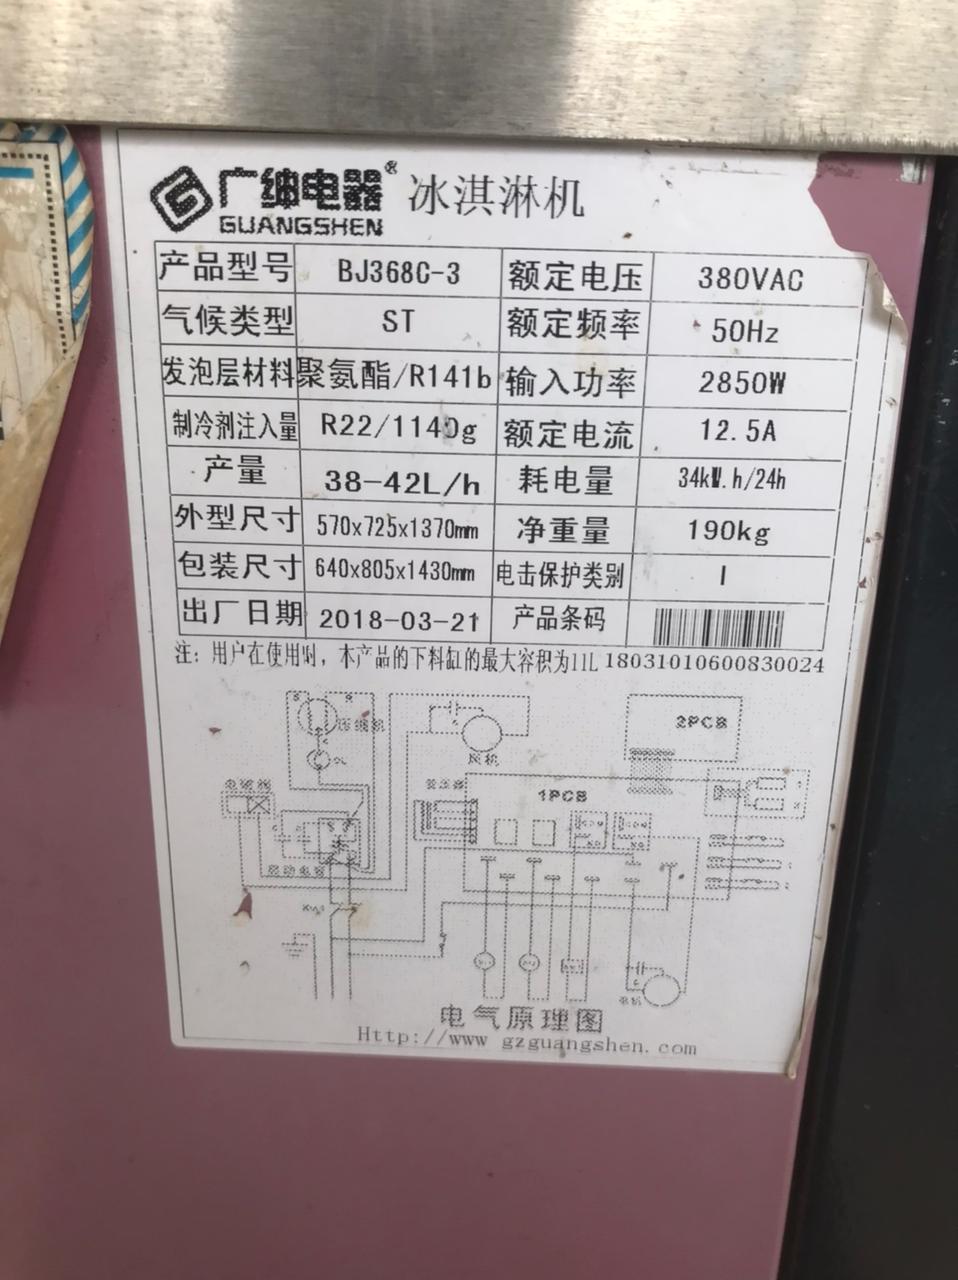 广绅电器® 冰淇淋机
GUANGSHEN
产品型号 BJ368C-3 额定电压 380VAC
气候类型 ST 额定频率 50Hz
发泡层材料 聚氨酯/R141b 输入功率 2850W
制冷剂注入量 R22/1140g 额定电流 12.5A
产量 38-42L/h 耗电量 34kW.h/24h
外型尺寸 570x725x1370mm 净重量 190kg
包装尺寸 640x805x1430mm 电击保护类别 I
出厂日期 2018-03-21 产品条码
注: 用户在使用时, 本产品的下料缸的最大容积为11L 18031010600830024
压缩机
2PCB
风机
变压器
1PCB
电气原理图
Http://www gzguangshen.com